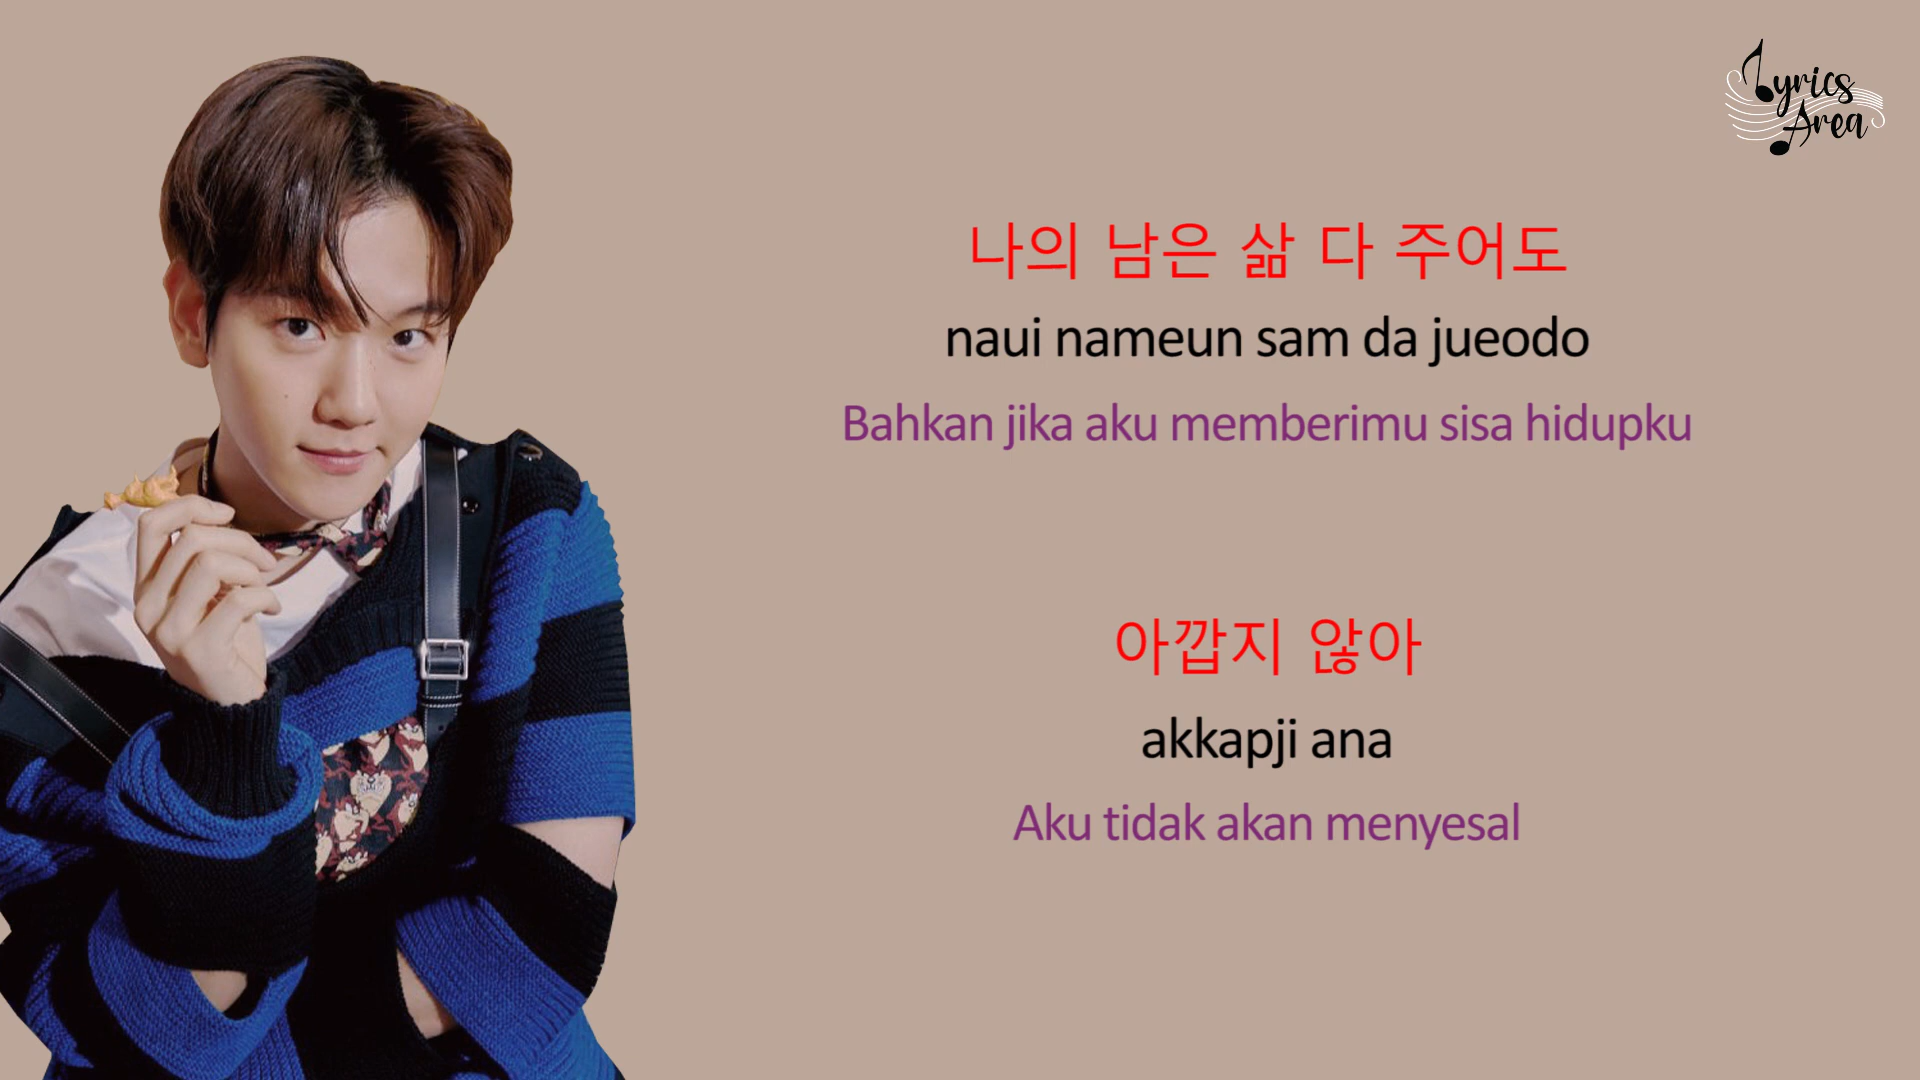 Lyrics
Area
나의 남은 삶 다 주어도
naui nameun sam da jueodo
Bahkan jika aku memberimu sisa hidupku
아깝지 않아
akkapji ana
Aku tidak akan menyesal